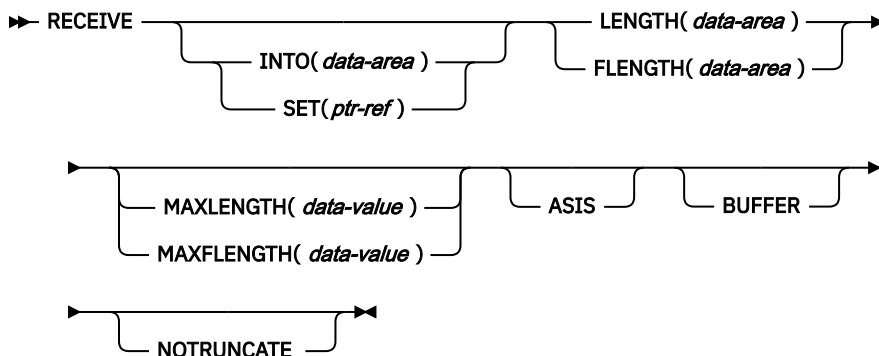 RECEIVE LENGTH( data-area )
INTO( data-area ) FLENGTH( data-area )
SET( ptr-ref )
MAXLENGTH( data-value ) ASIS BUFFER
MAXFLENGTH( data-value )
NOTRUNCATE